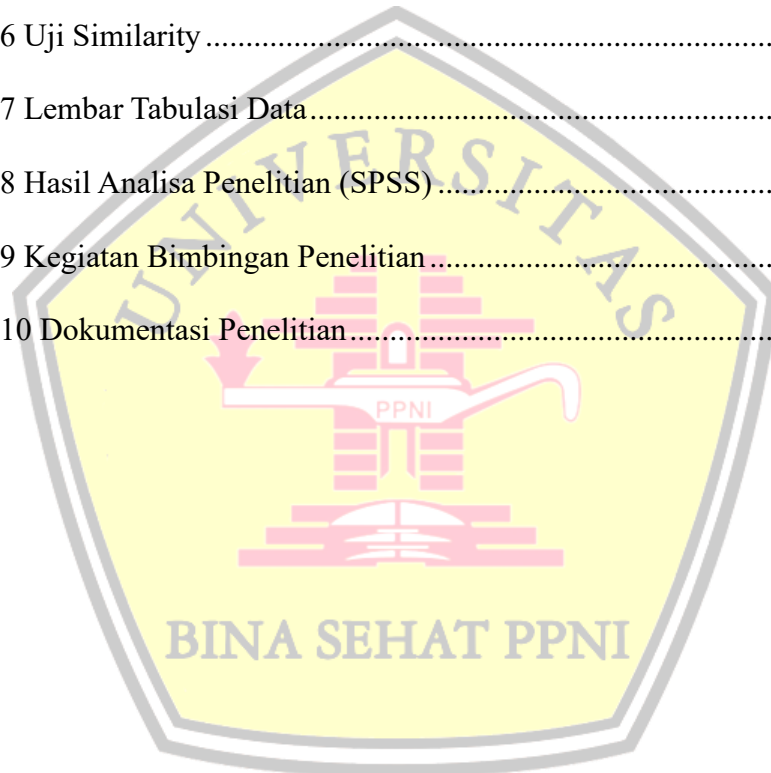 6 Uji Similarity
7 Lembar Tabulasi Data
UNIVERSITAS
8 Hasil Analisa Penelitian (SPSS)
9 Kegiatan Bimbingan Penelitian
10 Dokumentasi Penelitian
PPNI
BINA SEHAT PPNI